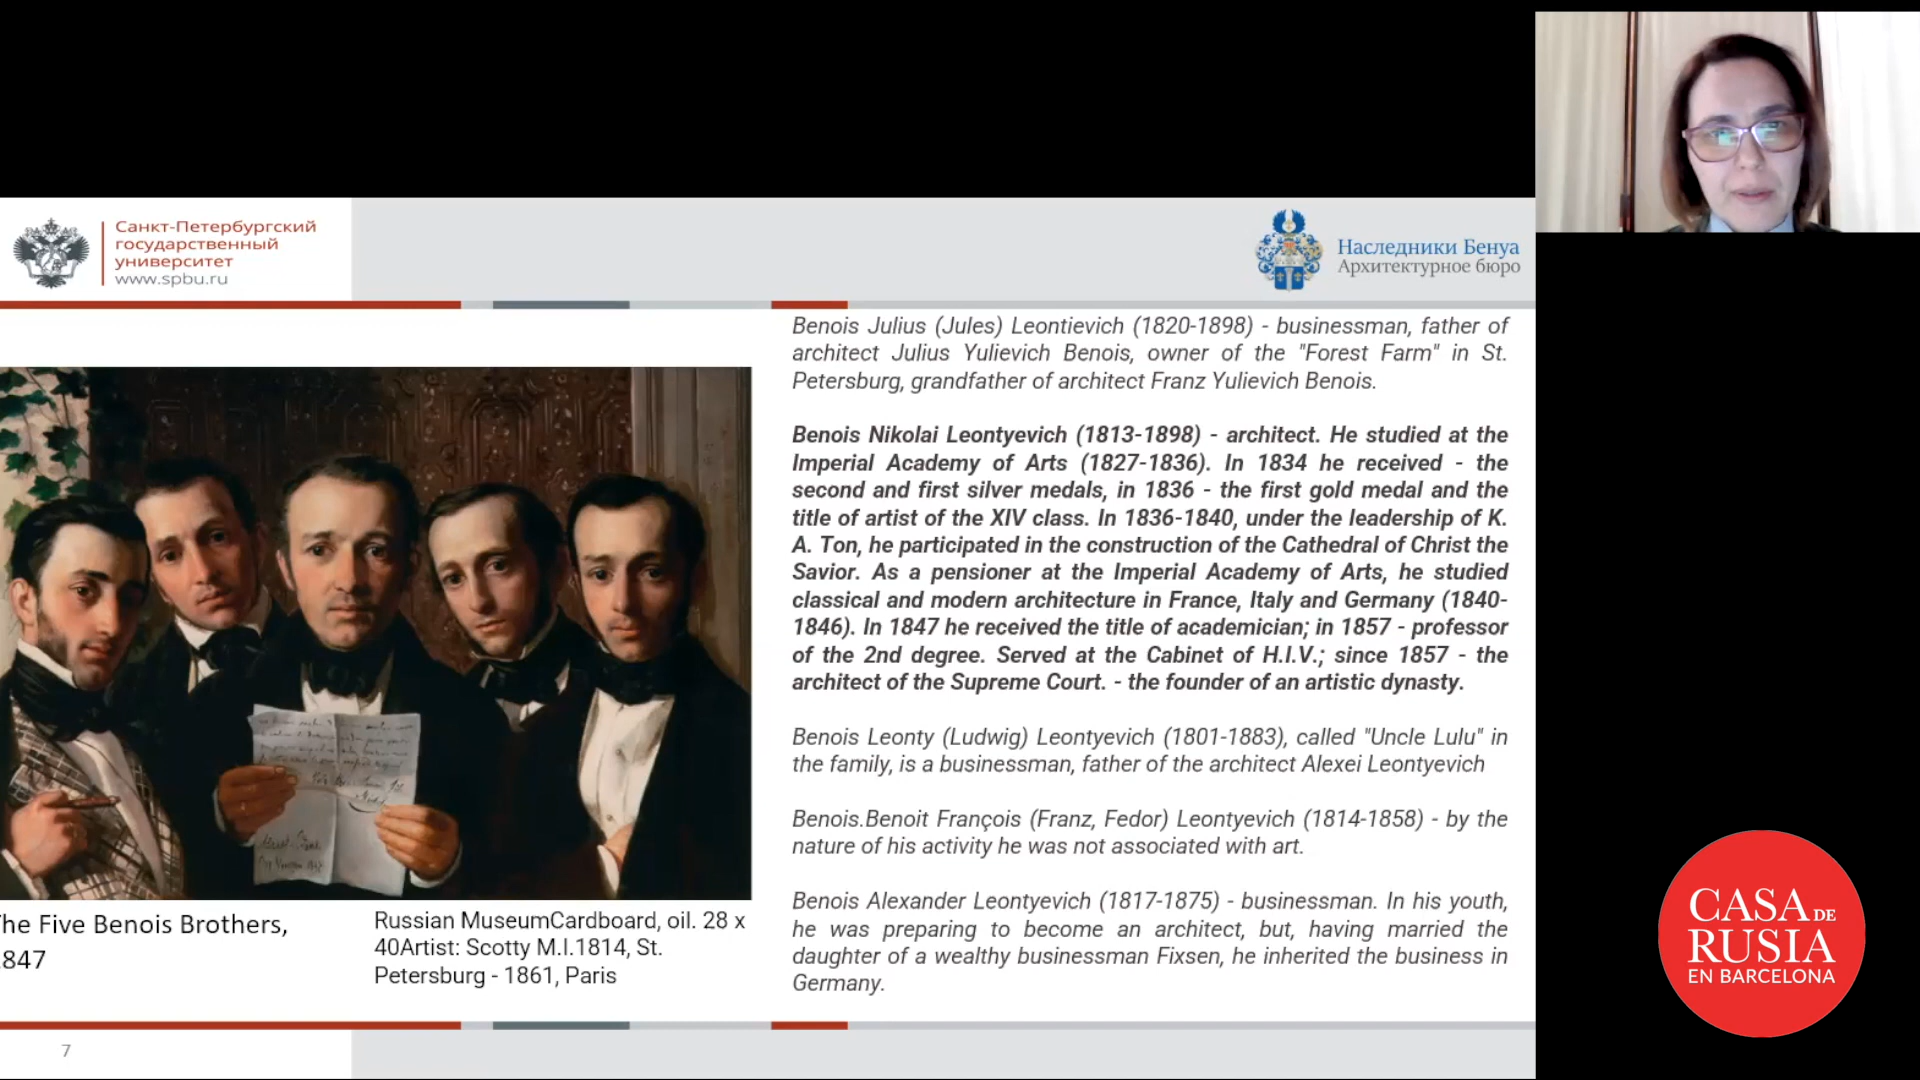 Санкт-Петербургский
государственный
университет
www.spbu.ru
Наследники Бенуа
Архитектурное бюро
Benois Julius (Jules) Leontievich (1820-1898) - businessman, father of
architect Julius Yulievich Benois, owner of the "Forest Farm" in St.
Petersburg, grandfather of architect Franz Yulievich Benois.
Benois Nikolai Leontyevich (1813-1898) - architect. He studied at the
Imperial Academy of Arts (1827-1836). In 1834 he received - the
second and first silver medals, in 1836 - the first gold medal and the
title of artist of the XIV class. In 1836-1840, under the leadership of K.
A. Ton, he participated in the construction of the Cathedral of Christ the
Savior. As a pensioner at the Imperial Academy of Arts, he studied
classical and modern architecture in France, Italy and Germany (1840-
1846). In 1847 he received the title of academician; in 1857 - professor
of the 2nd degree. Served at the Cabinet of H.I.V.; since 1857 - the
architect of the Supreme Court. - the founder of an artistic dynasty.
Benois Leonty (Ludwig) Leontyevich (1801-1883), called "Uncle Lulu" in
the family, is a businessman, father of the architect Alexei Leontyevich
Benois.Benoit François (Franz, Fedor) Leontyevich (1814-1858) - by the
nature of his activity he was not associated with art.
Benois Alexander Leontyevich (1817-1875) - businessman. In his youth,
he was preparing to become an architect, but, having married the
daughter of a wealthy businessman Fixsen, he inherited the business in
Germany.
he Five Benois Brothers,
847
Russian MuseumCardboard, oil. 28 x
40Artist: Scotty M.I.1814, St.
Petersburg - 1861, Paris
7
CASA DE
RUSIA
EN BARCELONA